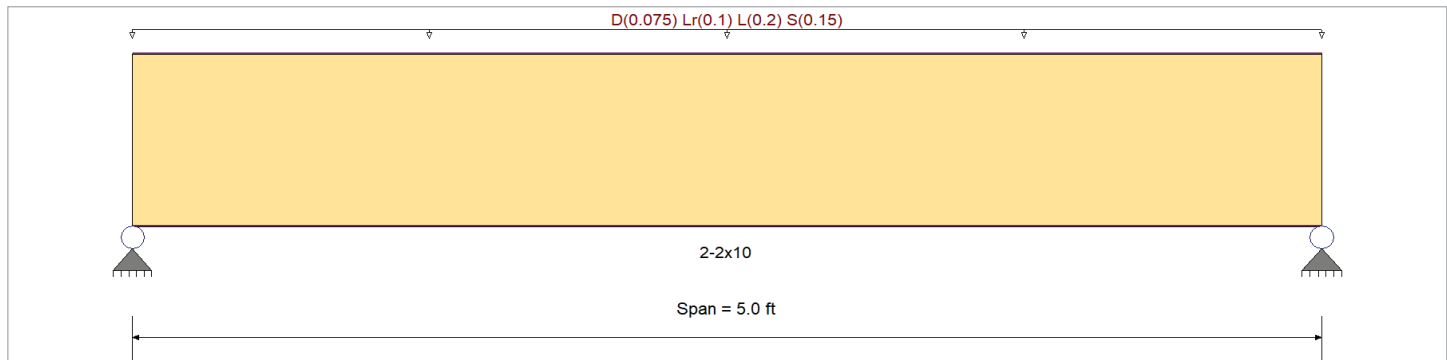 D(0.075) Lr(0.1) L(0.2) S(0.15)
2-2x10
Span = 5.0 ft